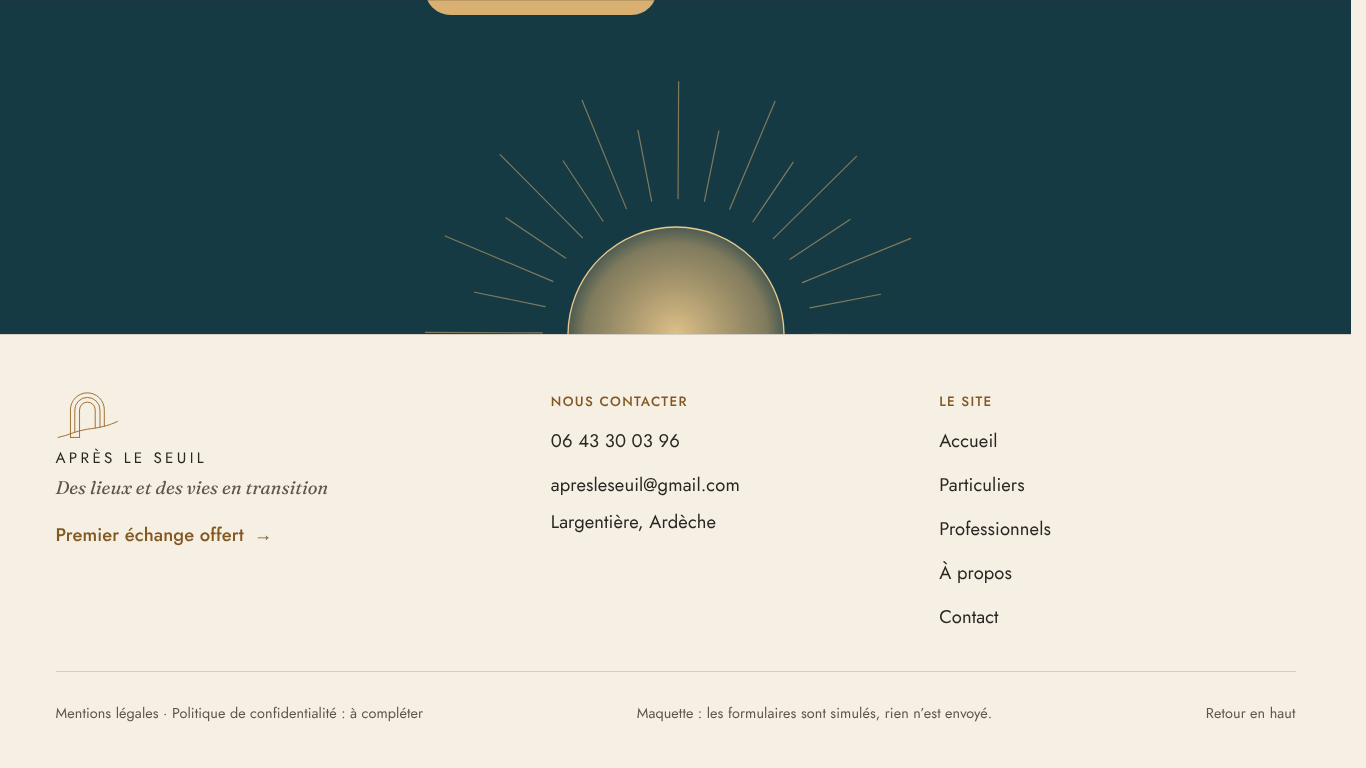 APRÈS LE SEUIL
Des lieux et des vies en transition
Premier échange offert →
NOUS CONTACTER
06 43 30 03 96
apresleseuil@gmail.com
Largentière, Ardèche
LE SITE
Accueil
Particuliers
Professionnels
À propos
Contact
Mentions légales · Politique de confidentialité : à compléter
Maquette : les formulaires sont simulés, rien n’est envoyé.
Retour en haut